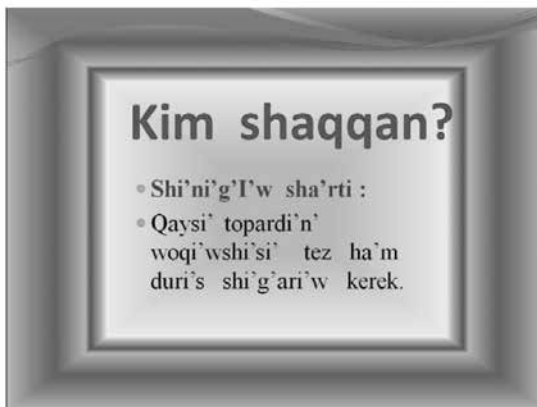 Kim shaqqan?
Shi’ni’g’I’w sha’rti :
Qaysi’ topardi’n’
woqi’wshi’si’ tez ha’m
duri’s shi’g’ari’w kerek.